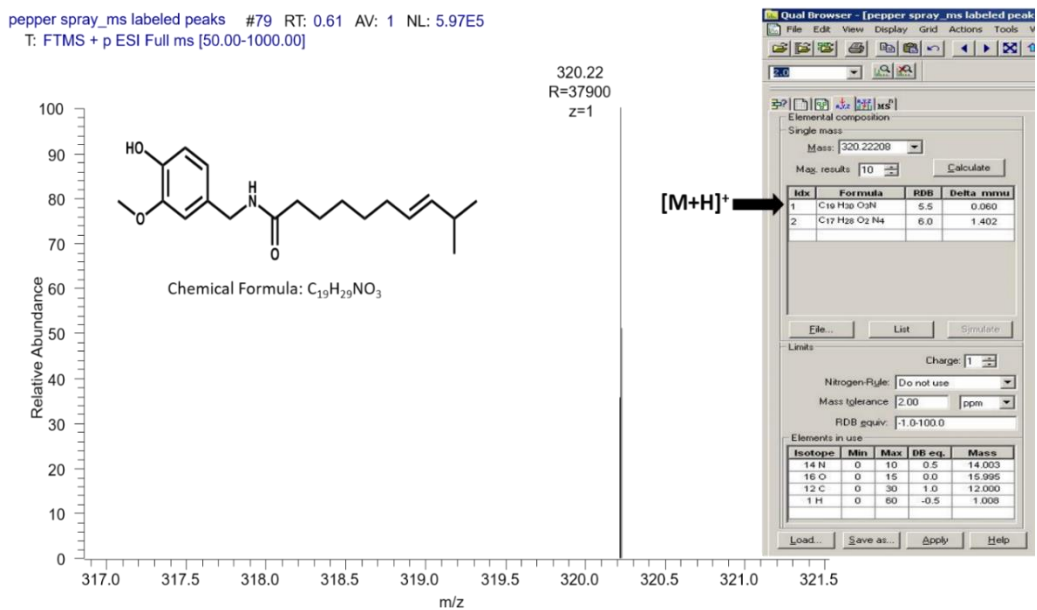 pepper spray_ms labeled peaks #79 RT: 0.61 AV: 1 NL: 5.97E5
T: FTMS + p ESI Full ms [50.00-1000.00]
320.22
R=37900
z=1
100
90
80
70
60
50
40
30
20
10
0
Relative Abundance
HO
O
H
N
O
Chemical Formula: C19H29NO3
317.0 317.5 318.0 318.5 319.0 319.5 320.0 320.5 321.0 321.5
m/z
[M+H]+
Qual Browser - [pepper spray_ms labeled peak
File Edit View Display Grid Actions Tools
2.0
MSn
Elemental composition
Single mass
Mass: 320.22208
Max. results 10 Calculate
Idx Formula RDB Delta mmu
1 C19 H30 O3N 5.5 0.060
2 C17 H28 O2 N4 6.0 1.402
File... List Simulate
Limits
Charge: 1
Nitrogen-Rule: Do not use
Mass tolerance 2.00 ppm
RDB equiv: -1.0-100.0
Elements in use
Isotope Min Max DB eq. Mass
14 N 0 10 0.5 14.003
16 O 0 15 0.0 15.995
12 C 0 30 1.0 12.000
1 H 0 60 -0.5 1.008
Load... Save as... Apply Help